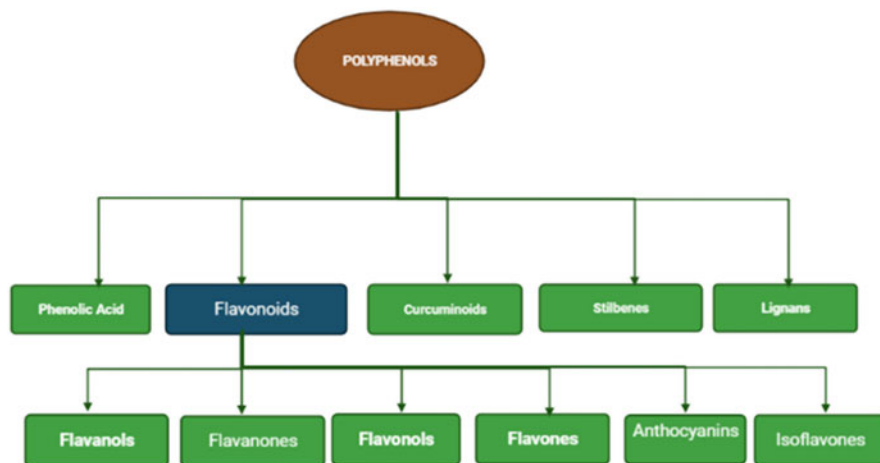 POLYPHENOLS
Phenolic Acid
Flavonoids
Curcuminoids
Stilbenes
Lignans
Flavanols
Flavanones
Flavonols
Flavones
Anthocyanins
Isoflavones